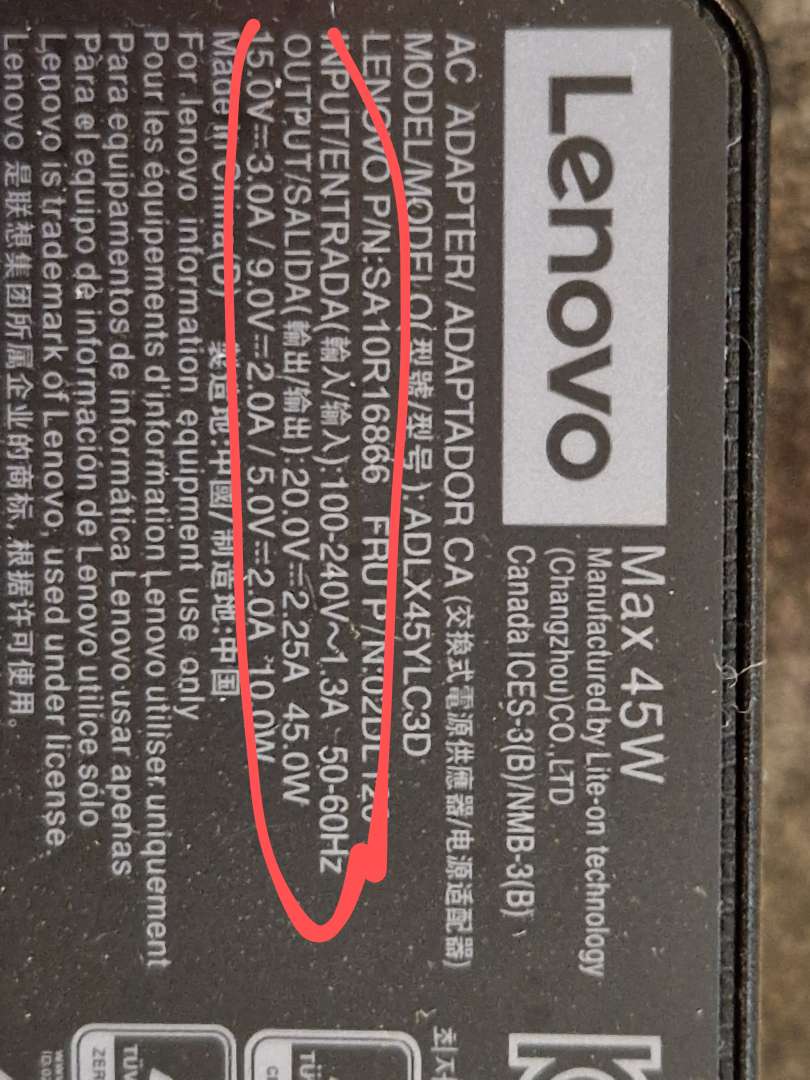 Lenovo
Max 45W
Manufactured by Lite-on technology
(Changzhou)CO.,LTD
Canada ICES-3(B)/NMB-3(B)
AC ADAPTER/ ADAPTADOR CA(交換式電源供應器/电源适配器)
MODEL/MODELO(型號/型号): ADLX45YLC3D
LENOVO P/N:SA10R16866 FRU P/N:02DL126
INPUT/ENTRADA(輸入/输入):100-240V～1.3A 50-60Hz
OUTPUT/SALIDA(輸出/输出):20.0V⎓2.25A 45.0W
15.0V⎓3.0A / 9.0V⎓2.0A / 5.0V⎓2.0A 10.0W
Made in China(B) 製造地:中國/制造地:中国.
For lenovo information equipment use only
Pour les équipements d'information Lenovo utiliser uniquement
Para equipamentos de informática Lenovo usar apenas
Para el equipo de información de Lenovo utilice solo
Lenovo is trademark of Lenovo, used under license.
Lenovo 是联想集团所属企业的商标, 根据许可使用。
TÜV
ZER
TÜ